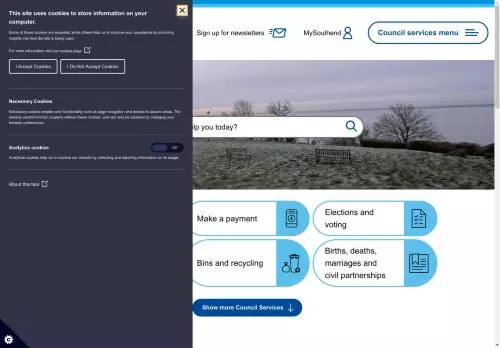 This site uses cookies to store information on your
computer.
Some of these cookies are essential, while others help us to improve your experience by providing
insights into how the site is being used.
For more information visit our cookies page
I Accept Cookies
I Do Not Accept Cookies
Necessary Cookies
Necessary cookies enable core functionality such as page navigation and access to secure areas. The
website cannot function properly without these cookies, and can only be disabled by changing your
browser preferences.
Analytics cookies
Off
Analytical cookies help us to improve our website by collecting and reporting information on its usage.
About this tool
Sign up for newsletters
MySouthend
Council services menu
lp you today?
Make a payment
Elections and
voting
Bins and recycling
Births, deaths,
marriages and
civil partnerships
Show more Council Services